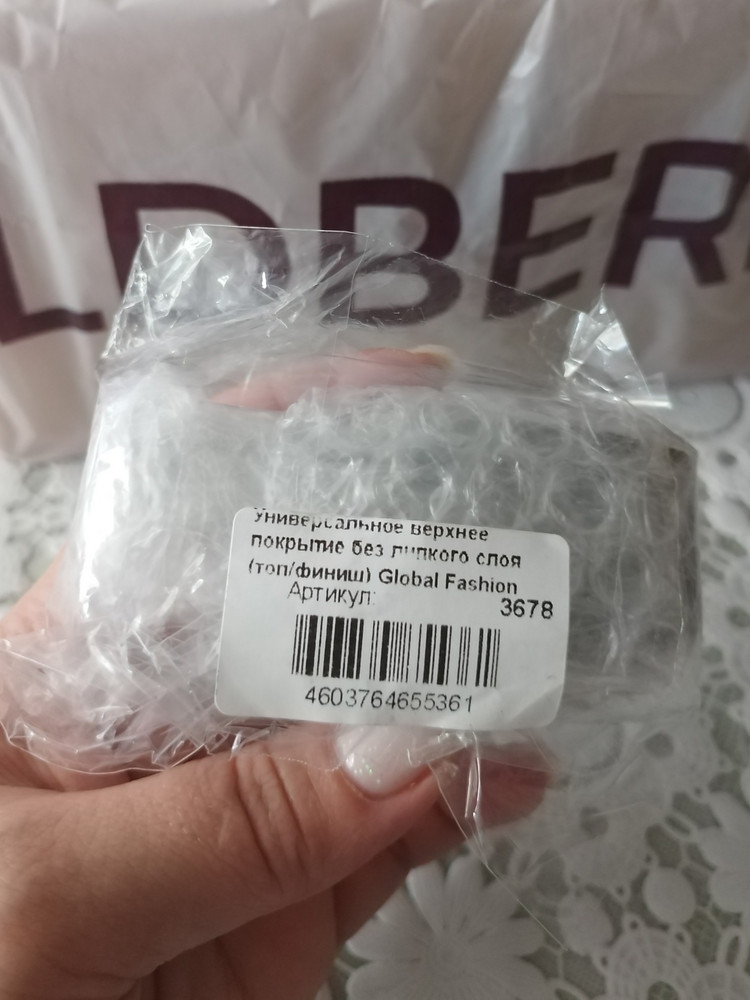 LDBER
Универсальное верхнее
покрытие без липкого слоя
(топ/финиш) Global Fashion
Артикул: 3678
4603764655361